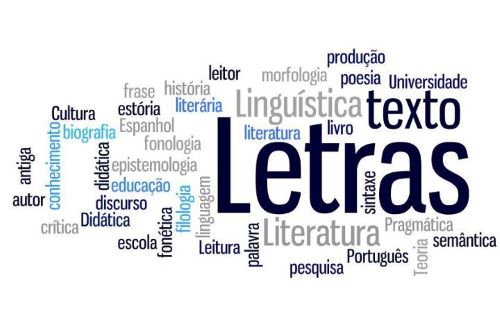 produção
leitor
morfologia
poesia
Universidade
frase
história
estória
literária
Linguística
texto
Cultura
biografia
Espanhol
literatura
livro
fonologia
Letras
antiga
conhecimento
didática
epistemologia
autor
educação
discurso
filologia
linguagem
sintaxe
crítica
Didática
fonética
palavra
Literatura
Pragmática
escola
Leitura
Teoria
semântica
pesquisa
Português